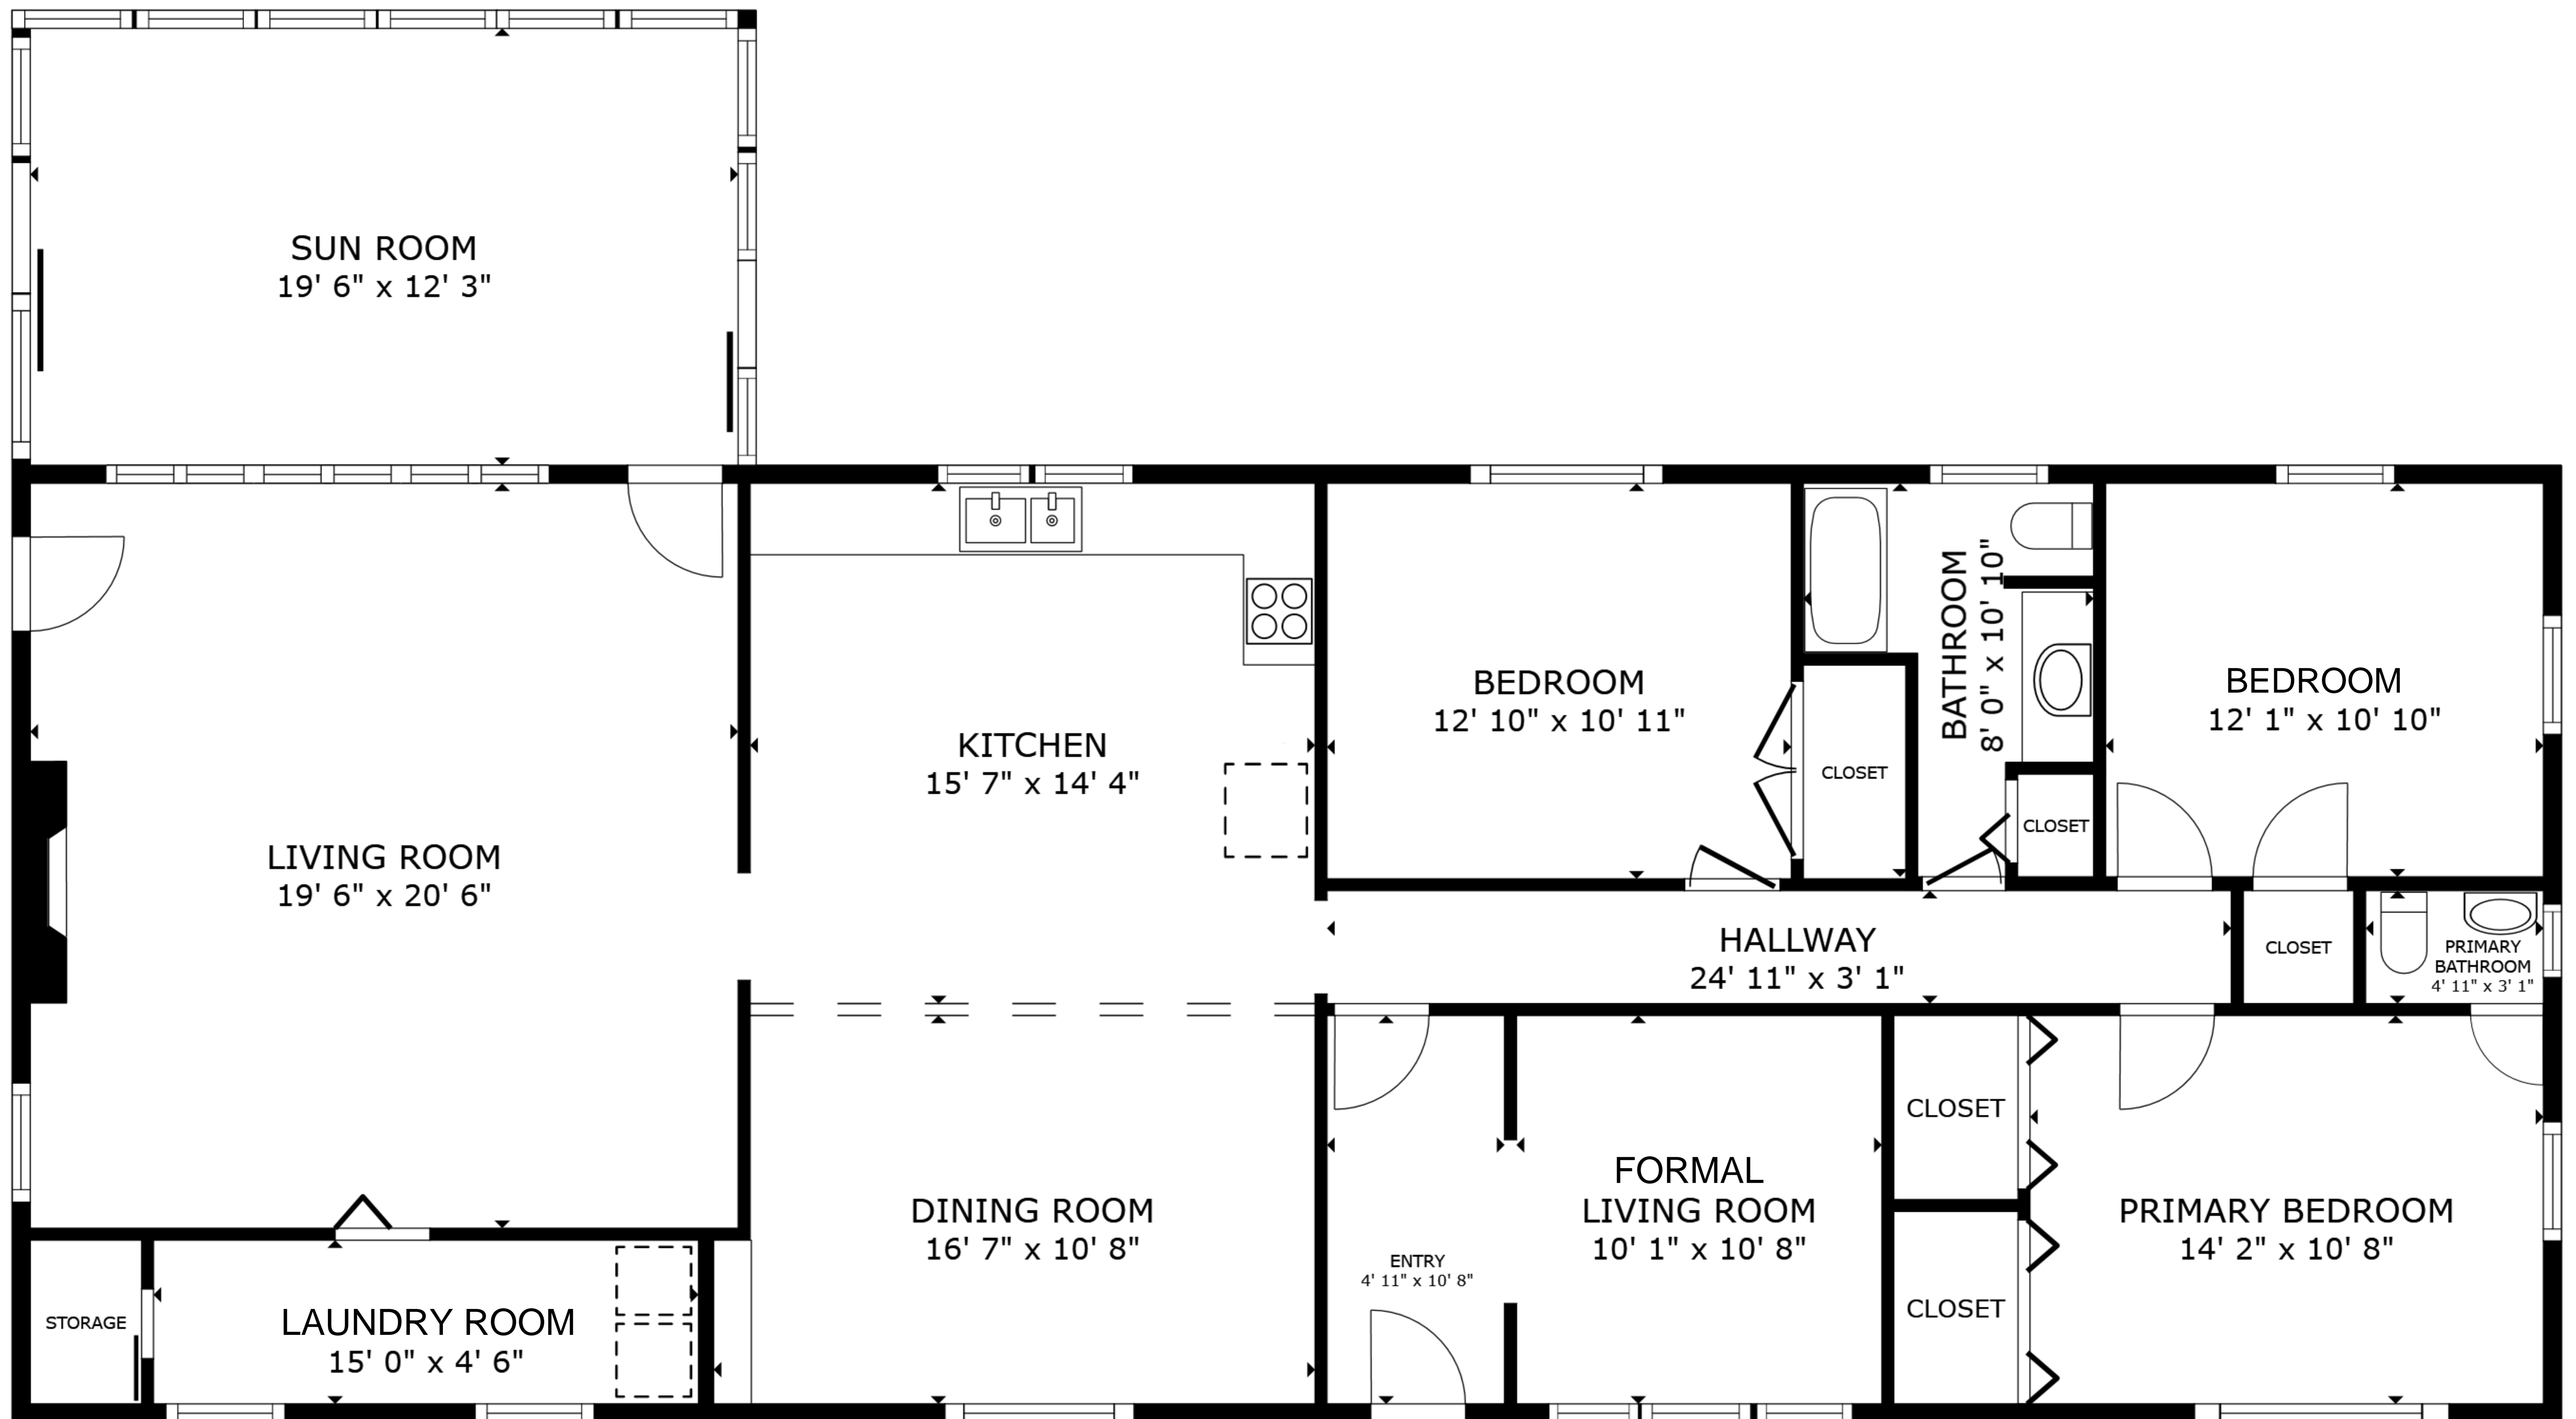 SUN ROOM
19' 6" x 12' 3"
LIVING ROOM
19' 6" x 20' 6"
KITCHEN
15' 7" x 14' 4"
BEDROOM
12' 10" x 10' 11"
CLOSET
BATHROOM
8' 0" x 10' 10"
CLOSET
BEDROOM
12' 1" x 10' 10"
HALLWAY
24' 11" x 3' 1"
CLOSET
PRIMARY
BATHROOM
4' 11" x 3' 1"
STORAGE
LAUNDRY ROOM
15' 0" x 4' 6"
DINING ROOM
16' 7" x 10' 8"
ENTRY
4' 11" x 10' 8"
FORMAL
LIVING ROOM
10' 1" x 10' 8"
CLOSET
CLOSET
PRIMARY BEDROOM
14' 2" x 10' 8"